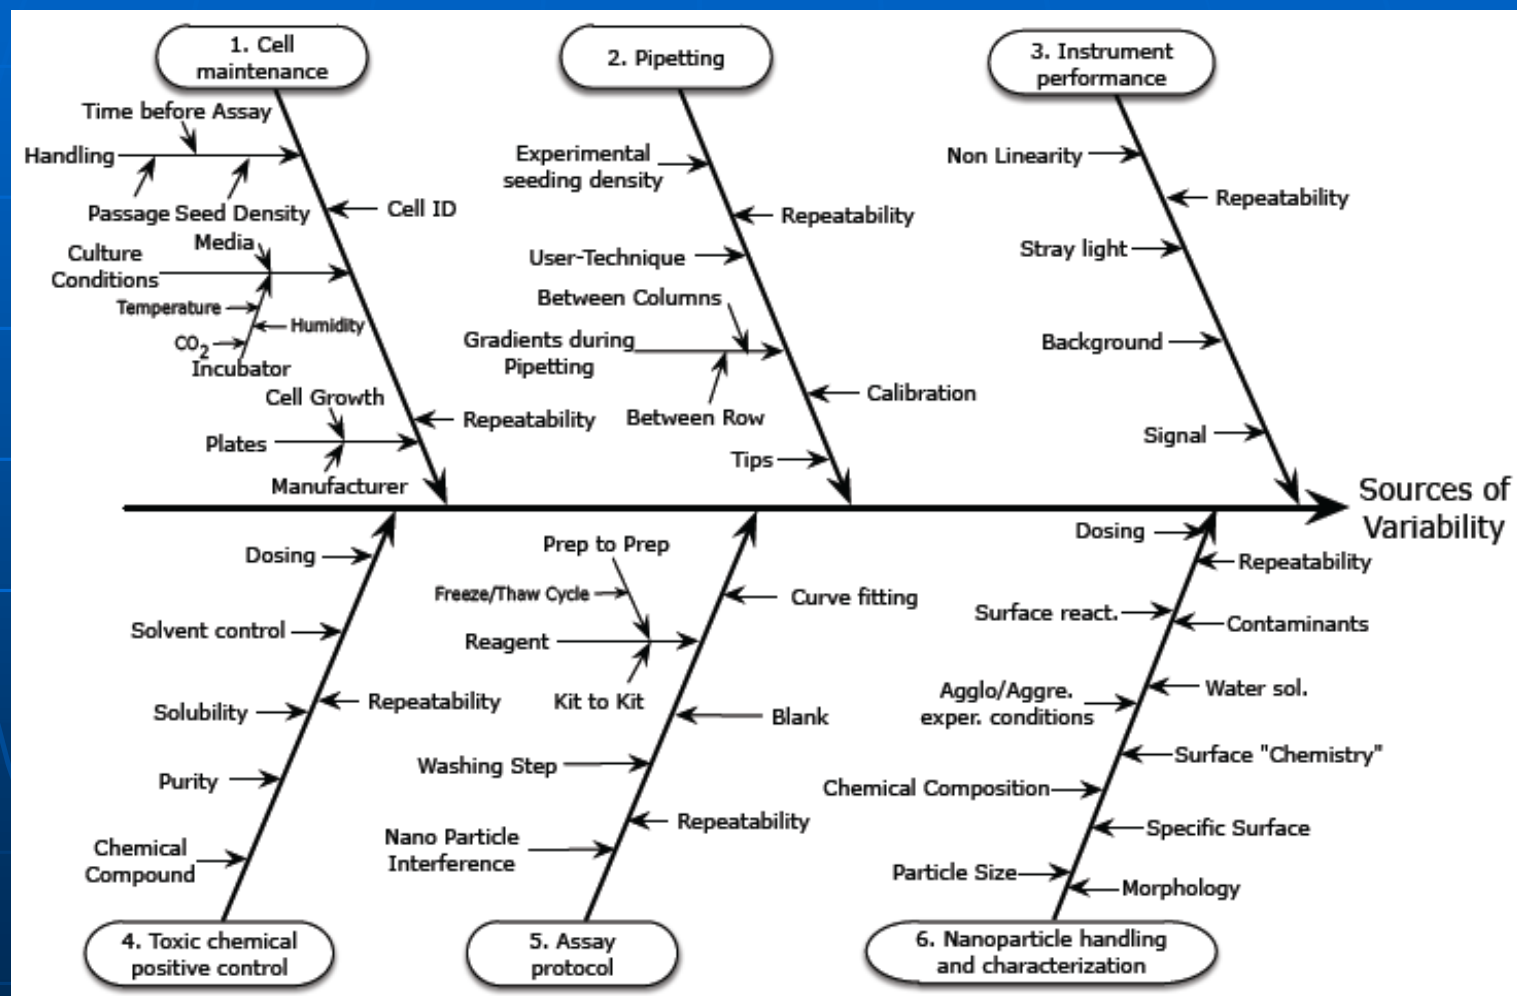 1. Cell
maintenance
2. Pipetting
3. Instrument
performance
Time before Assay
Handling
Passage
Seed Density
Cell ID
Culture
Conditions
Media
Temperature
Humidity
CO2
Incubator
Cell Growth
Repeatability
Plates
Manufacturer
Experimental
seeding density
Repeatability
User-Technique
Between Columns
Gradients during
Pipetting
Between Row
Calibration
Tips
Non Linearity
Repeatability
Stray light
Background
Signal
Sources of
Variability
Dosing
Solvent control
Repeatability
Solubility
Purity
Chemical
Compound
4. Toxic chemical
positive control
Prep to Prep
Freeze/Thaw Cycle
Curve fitting
Reagent
Kit to Kit
Blank
Washing Step
Repeatability
Nano Particle
Interference
5. Assay
protocol
Dosing
Repeatability
Surface react.
Contaminants
Water sol.
Agglo/Aggre.
exper. conditions
Surface "Chemistry"
Chemical Composition
Specific Surface
Particle Size
Morphology
6. Nanoparticle handling
and characterization